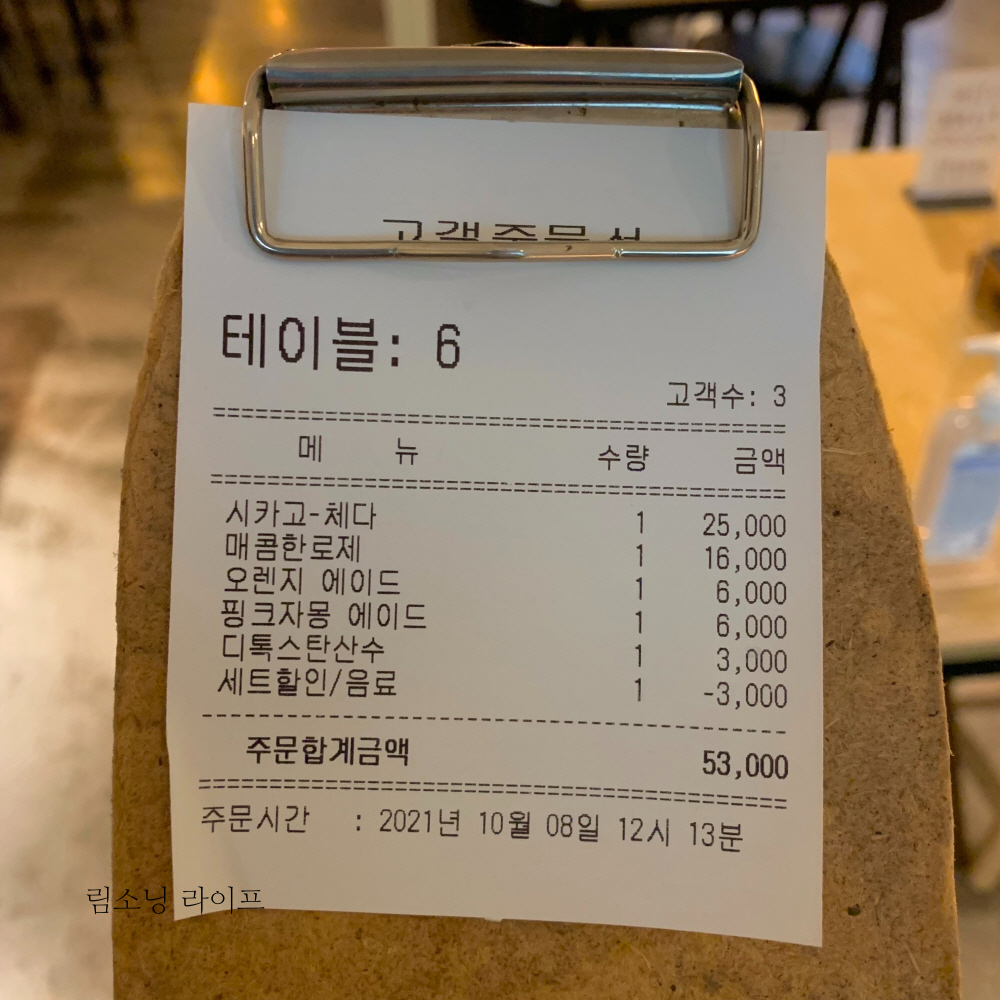 고객주문서
테이블: 6
고객수: 3
메 뉴 수량 금액
시카고-체다 1 25,000
매콤한로제 1 16,000
오렌지 에이드 1 6,000
핑크자몽 에이드 1 6,000
디톡스탄산수 1 3,000
세트할인/음료 1 -3,000
주문합계금액 53,000
주문시간 : 2021년 10월 08일 12시 13분
림소닝 라이프